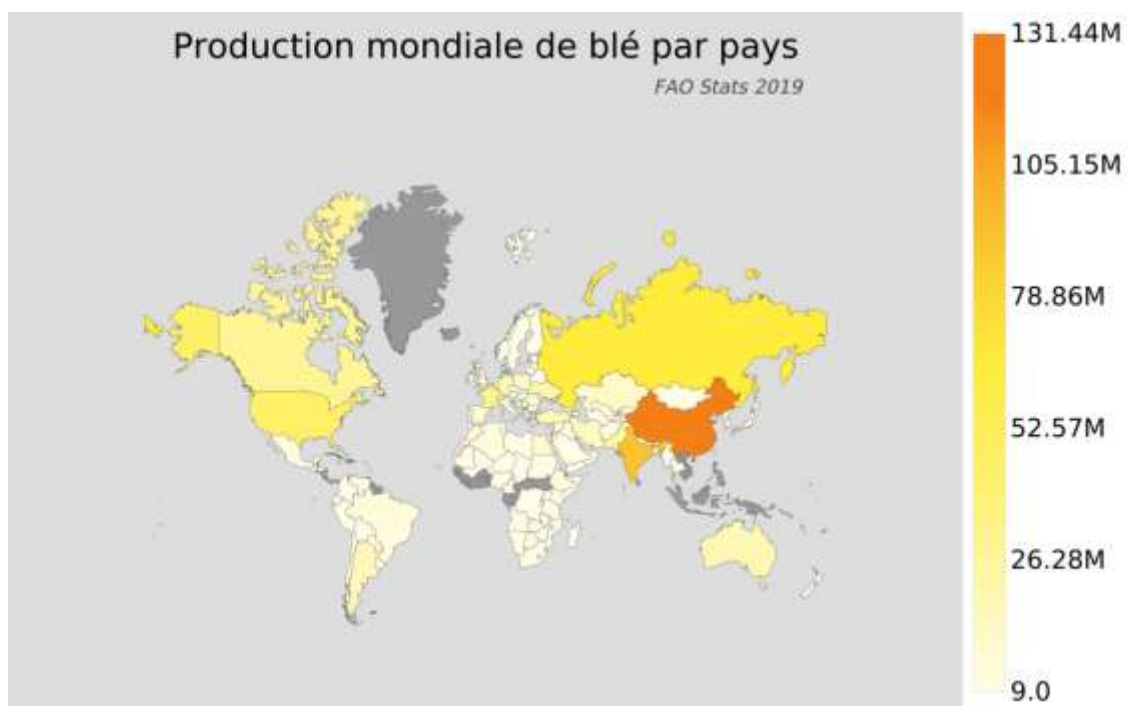 Production mondiale de blé par pays
FAO Stats 2019
131.44M
105.15M
78.86M
52.57M
26.28M
9.0